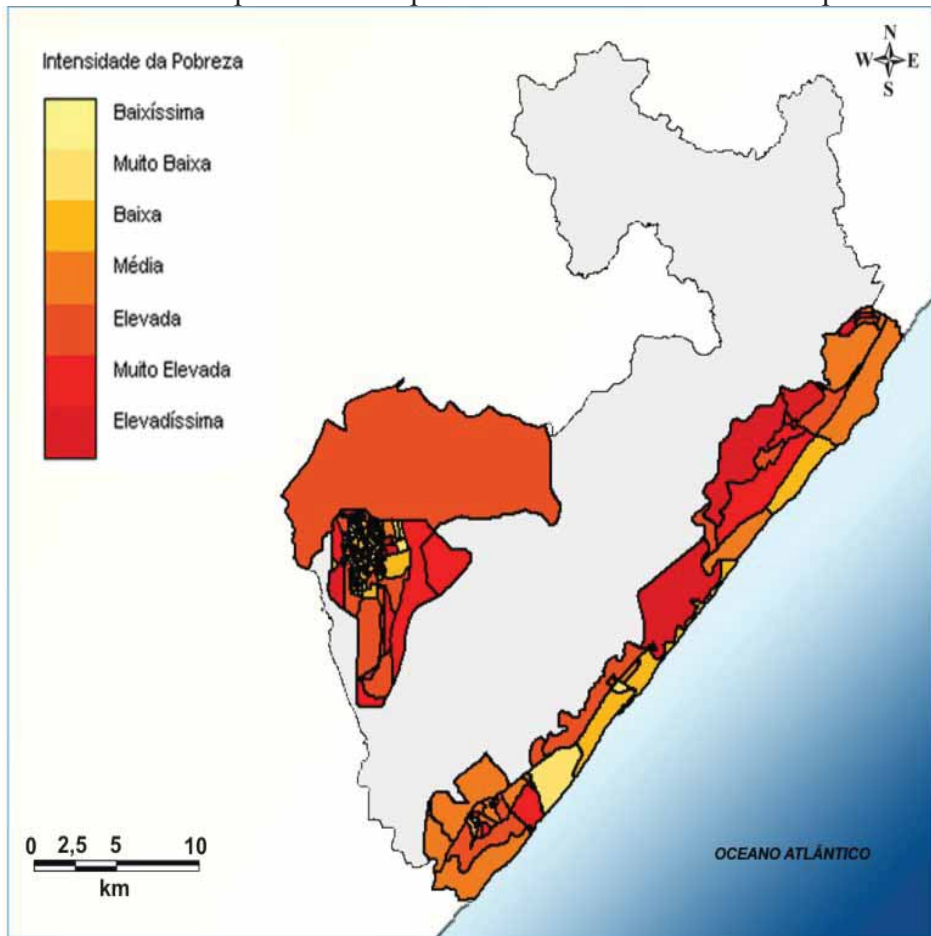 Intensidade da Pobreza
Baixíssima
Muito Baixa
Baixa
Média
Elevada
Muito Elevada
Elevadíssima
N
W E
S
0 2,5 5 10
km
OCEANO ATLÁNTICO